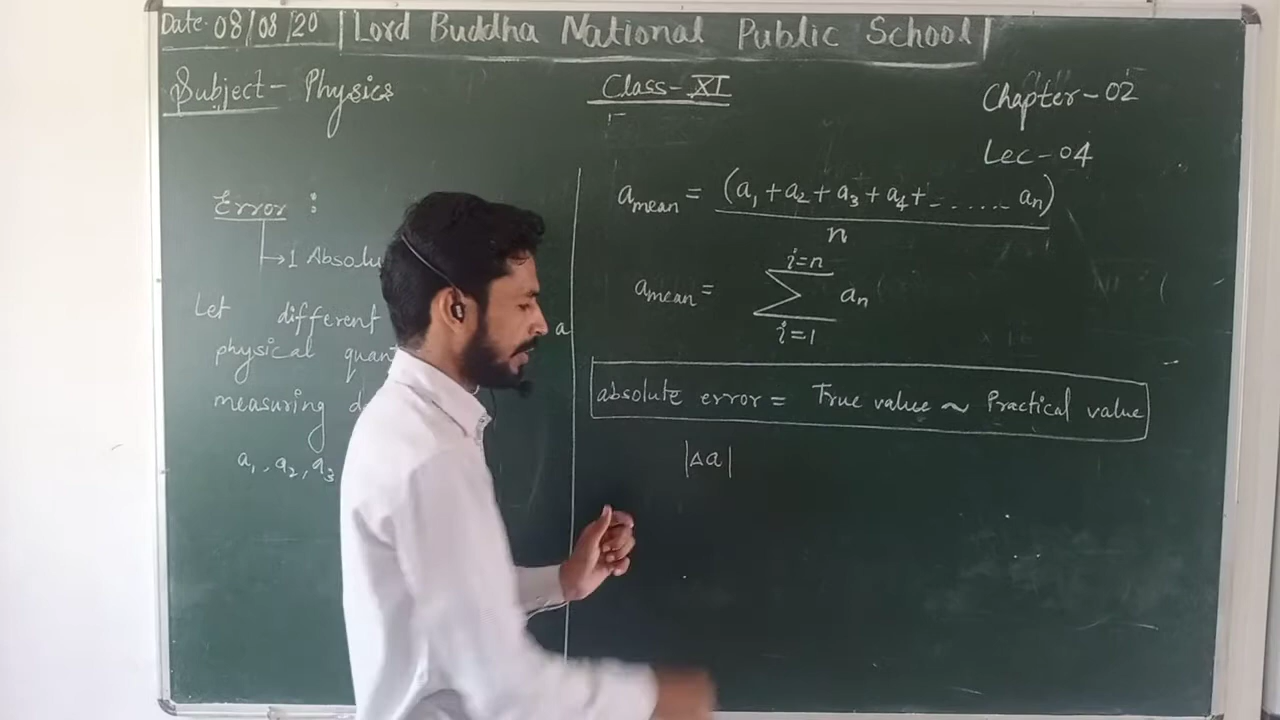 Date- 08/08/20 Lord Buddha National Public School
Subject- Physics
Class-XI
Chapter-02
Lec-04
Error :
→1 Absolu
Let different
physical quan
measuring d
a₁, a₂, a₃
a
a_mean = (a₁ + a₂ + a₃ + a₄ + - ...... aₙ) / n
a_mean = Σ aₙ
i=n
i=1
absolute error = True value ~ Practical value
|Δa|